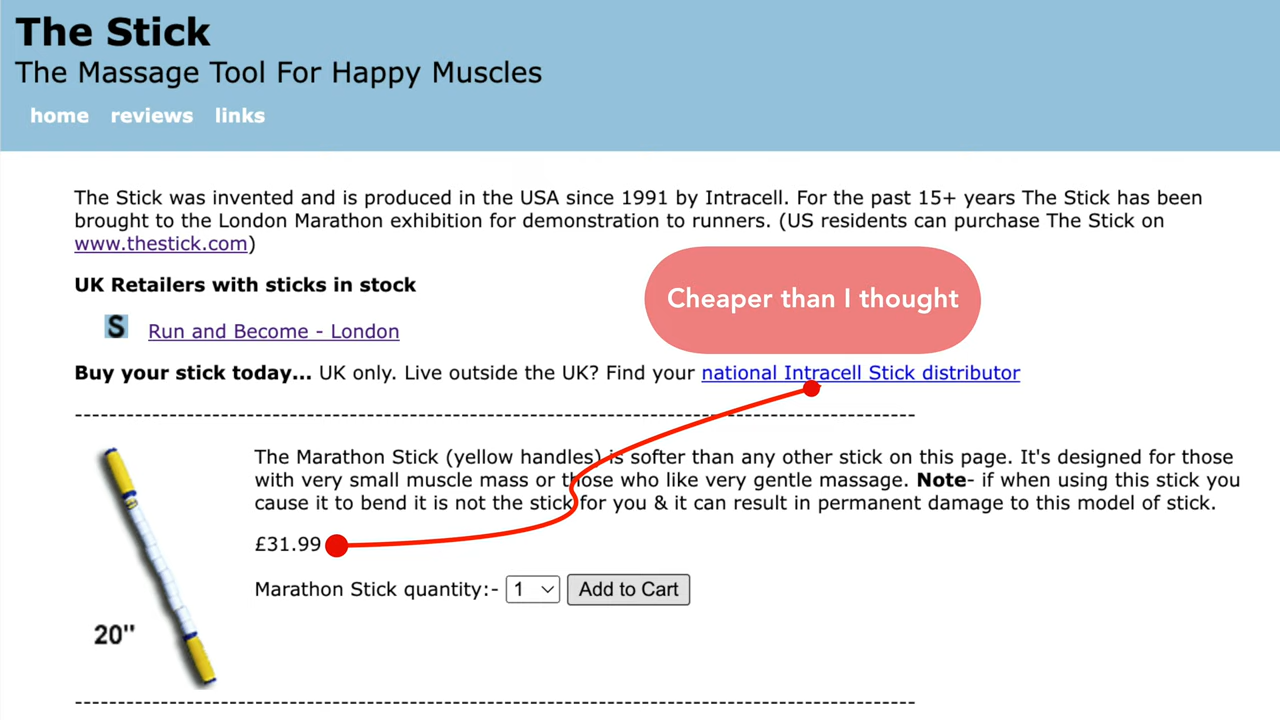 The Stick
The Massage Tool For Happy Muscles
home reviews links
The Stick was invented and is produced in the USA since 1991 by Intracell. For the past 15+ years The Stick has been
brought to the London Marathon exhibition for demonstration to runners. (US residents can purchase The Stick on
www.thestick.com)
UK Retailers with sticks in stock
Cheaper than I thought
S Run and Become - London
Buy your stick today... UK only. Live outside the UK? Find your national Intracell Stick distributor
---------------------------------------------------------------------------------------------------
The Marathon Stick (yellow handles) is softer than any other stick on this page. It's designed for those
with very small muscle mass or those who like very gentle massage. Note- if when using this stick you
cause it to bend it is not the stick for you & it can result in permanent damage to this model of stick.
£31.99
Marathon Stick quantity:- 1 Add to Cart
20"
---------------------------------------------------------------------------------------------------